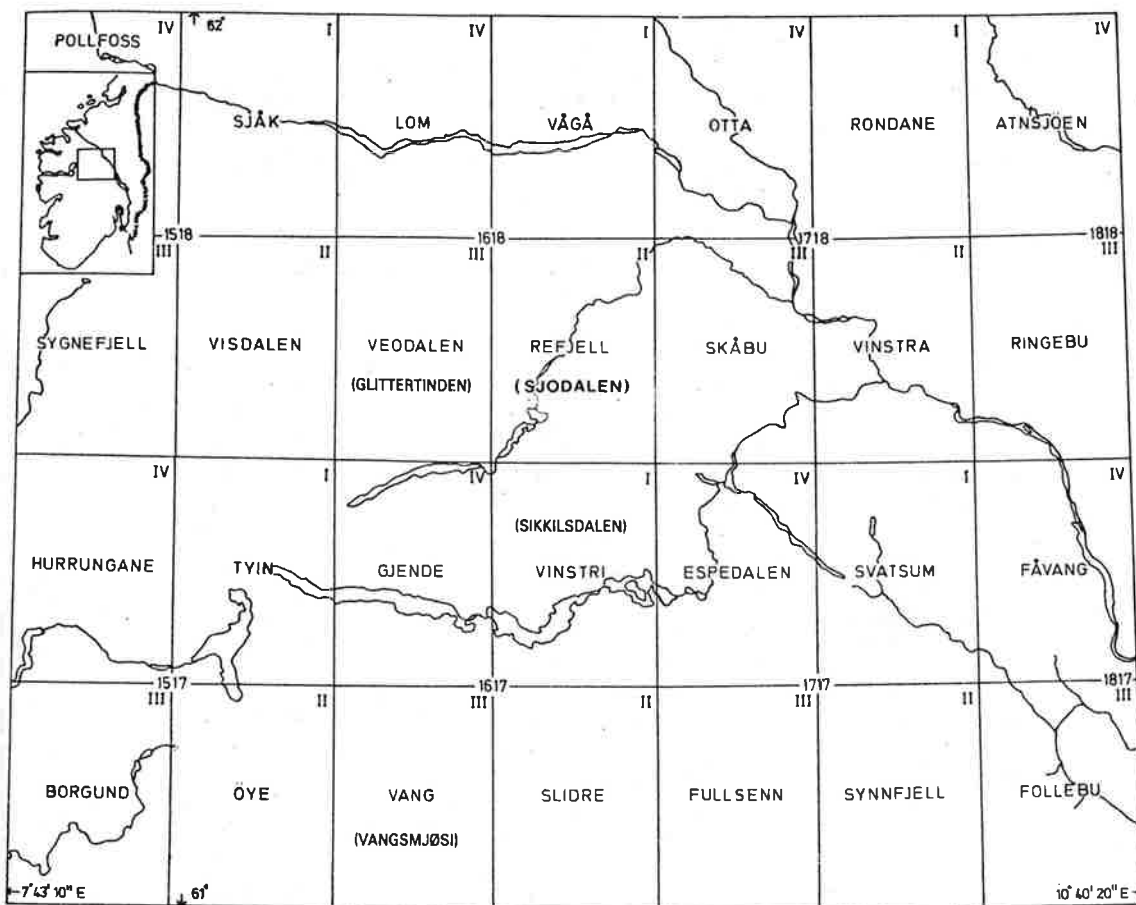 IV 62° I IV I IV I IV
POLLFOSS
SJÅK LOM VÅGÅ OTTA RONDANE ATNSJÖEN
1518 1618 1718 1818
III II III II III II III
SYGNEFJELL VISDALEN VEODALEN REFJELL SKÅBU VINSTRA RINGEBU
(GLITTERTINDEN) (SJODALEN)
IV I IV I IV I IV
(SIKKILSDALEN)
HURRUNGANE TYIN GJENDE VINSTRI ESPEDALEN SVATSUM FÅVANG
1517 1617 1717 1817
III II III II III II III
BORGUND ÖYE VANG SLIDRE FULLSENN SYNNFJELL FOLLEBU
(VANGSMJØSI)
7° 43' 10" E 61° 10° 40' 20" E